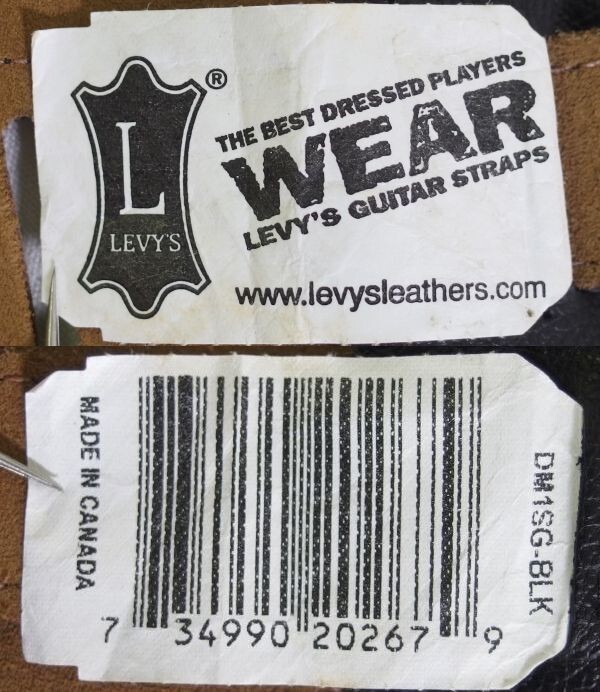 L
LEVY'S
®
THE BEST DRESSED PLAYERS
WEAR
LEVY'S GUITAR STRAPS
www.levysleathers.com
MADE IN CANADA
DM1SG-BLK
7 34990 20267 9